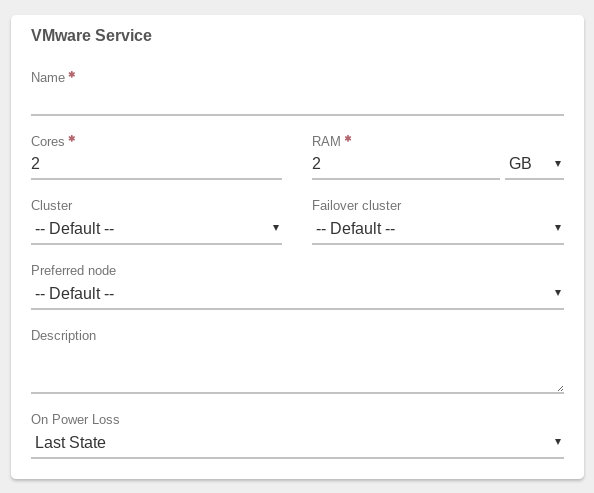 VMware Service
Name *
Cores *
RAM *
2
2
GB
Cluster
Failover cluster
-- Default --
-- Default --
Preferred node
-- Default --
Description
On Power Loss
Last State